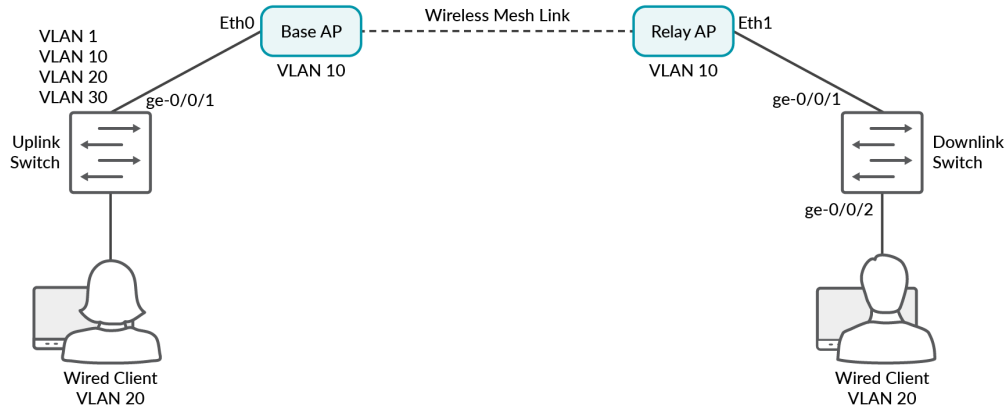 Wireless Mesh Link
Eth0
Base AP
Relay AP
Eth1
VLAN 1
VLAN 10
VLAN 20
VLAN 30
VLAN 10
VLAN 10
ge-0/0/1
ge-0/0/1
Uplink
Switch
Downlink
Switch
ge-0/0/2
Wired Client
VLAN 20
Wired Client
VLAN 20